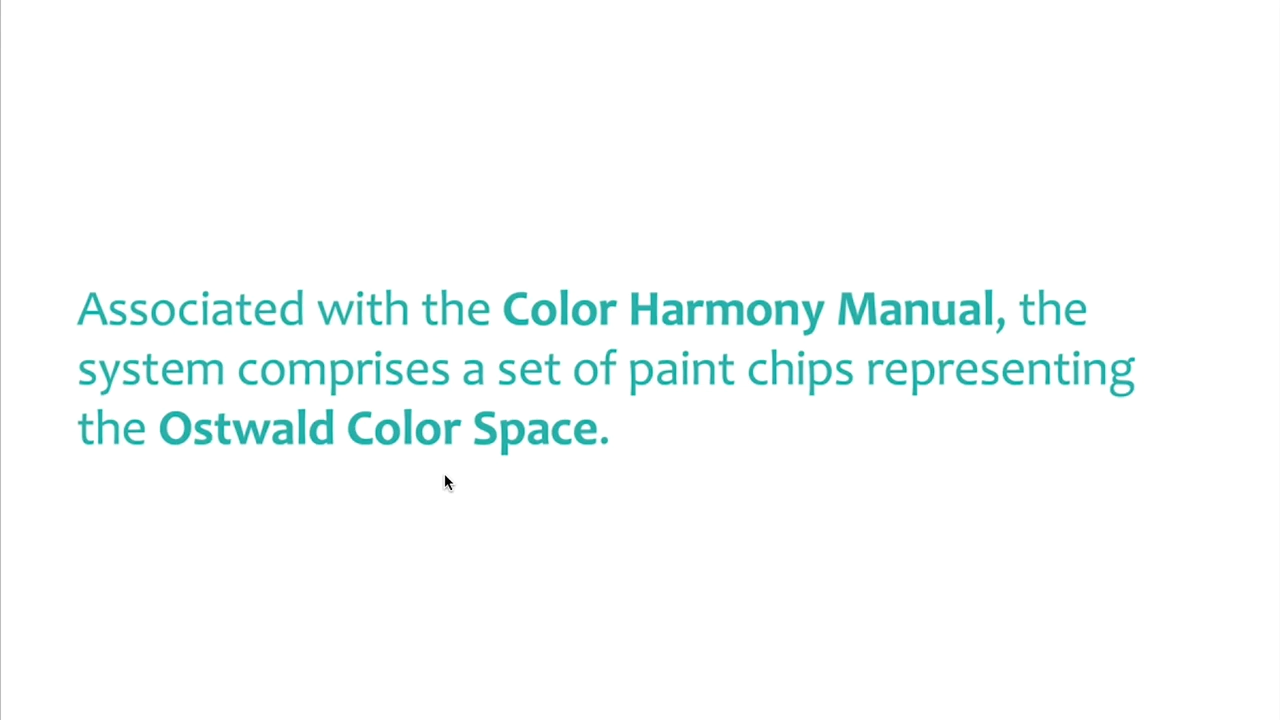 Associated with the Color Harmony Manual, the
system comprises a set of paint chips representing
the Ostwald Color Space.